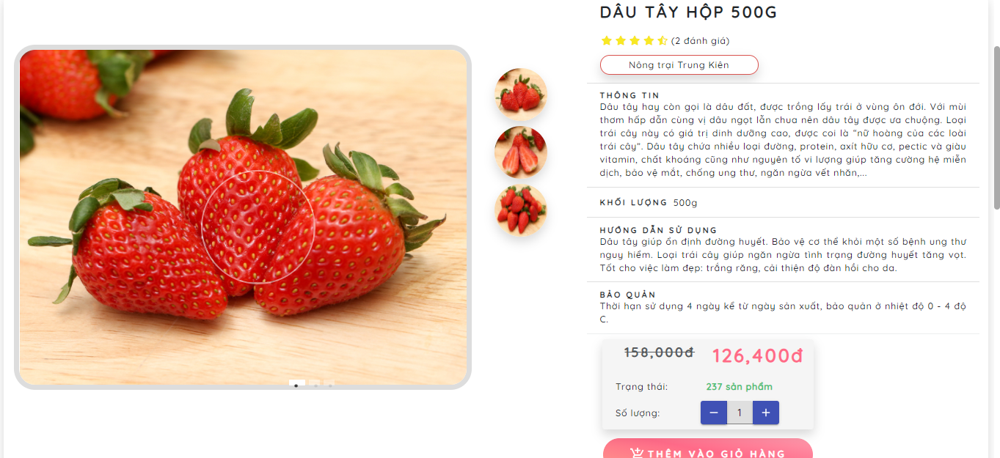 DÂU TÂY HỘP 500G
(2 đánh giá)
Nông trại Trung Kiên
THÔNG TIN
Dâu tây hay còn gọi là dâu đất, được trồng lấy trái ở vùng ôn đới. Với mùi
thơm hấp dẫn cùng vị dâu ngọt lẫn chua nên dâu tây được ưa chuộng. Loại
trái cây này có giá trị dinh dưỡng cao, được coi là “nữ hoàng của các loài
trái cây”. Dâu tây chứa nhiều loại đường, protein, axít hữu cơ, pectic và giàu
vitamin, chất khoáng cũng như nguyên tố vi lượng giúp tăng cường hệ miễn
dịch, bảo vệ mắt, chống ung thư, ngăn ngừa vết nhăn,...
KHỐI LƯỢNG 500g
HƯỚNG DẪN SỬ DỤNG
Dâu tây giúp ổn định đường huyết. Bảo vệ cơ thể khỏi một số bệnh ung thư
nguy hiểm. Loại trái cây giúp ngăn ngừa tình trạng đường huyết tăng vọt.
Tốt cho việc làm đẹp: trắng răng, cải thiện độ đàn hồi cho da.
BẢO QUẢN
Thời hạn sử dụng 4 ngày kể từ ngày sản xuất, bảo quản ở nhiệt độ 0 - 4 độ
C.
158,000đ 126,400đ
Trạng thái: 237 sản phẩm
Số lượng: − 1 +
THÊM VÀO GIỎ HÀNG